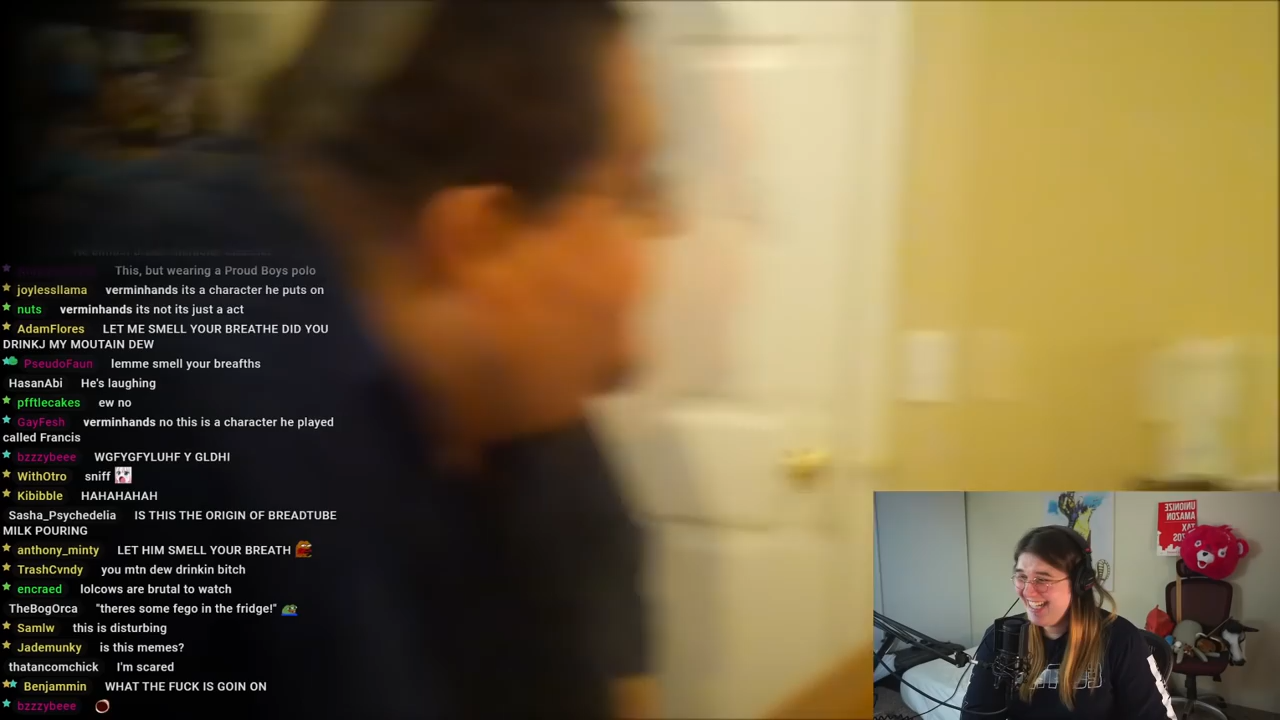 This, but wearing a Proud Boys polo
joylessllama verminhands its a character he puts on
nuts verminhands its not its just a act
AdamFlores LET ME SMELL YOUR BREATHE DID YOU
DRINKJ MY MOUTAIN DEW
PseudoFaun lemme smell your breafths
HasanAbi He's laughing
pfftlecakes ew no
GayFesh verminhands no this is a character he played
called Francis
bzzzybeee WGFYGFYLUHF Y GLDHI
WithOtro sniff
Kibibble HAHAHAHAH
Sasha_Psychedelia IS THIS THE ORIGIN OF BREADTUBE
MILK POURING
anthony_minty LET HIM SMELL YOUR BREATH
TrashCvndy you mtn dew drinkin bitch
encraed lolcows are brutal to watch
TheBogOrca "theres some fego in the fridge!"
Samlw this is disturbing
Jademunky is this memes?
thatancomchick I'm scared
Benjammin WHAT THE FUCK IS GOIN ON
bzzzybeee
UNIONIZE
AMAZON
TAX